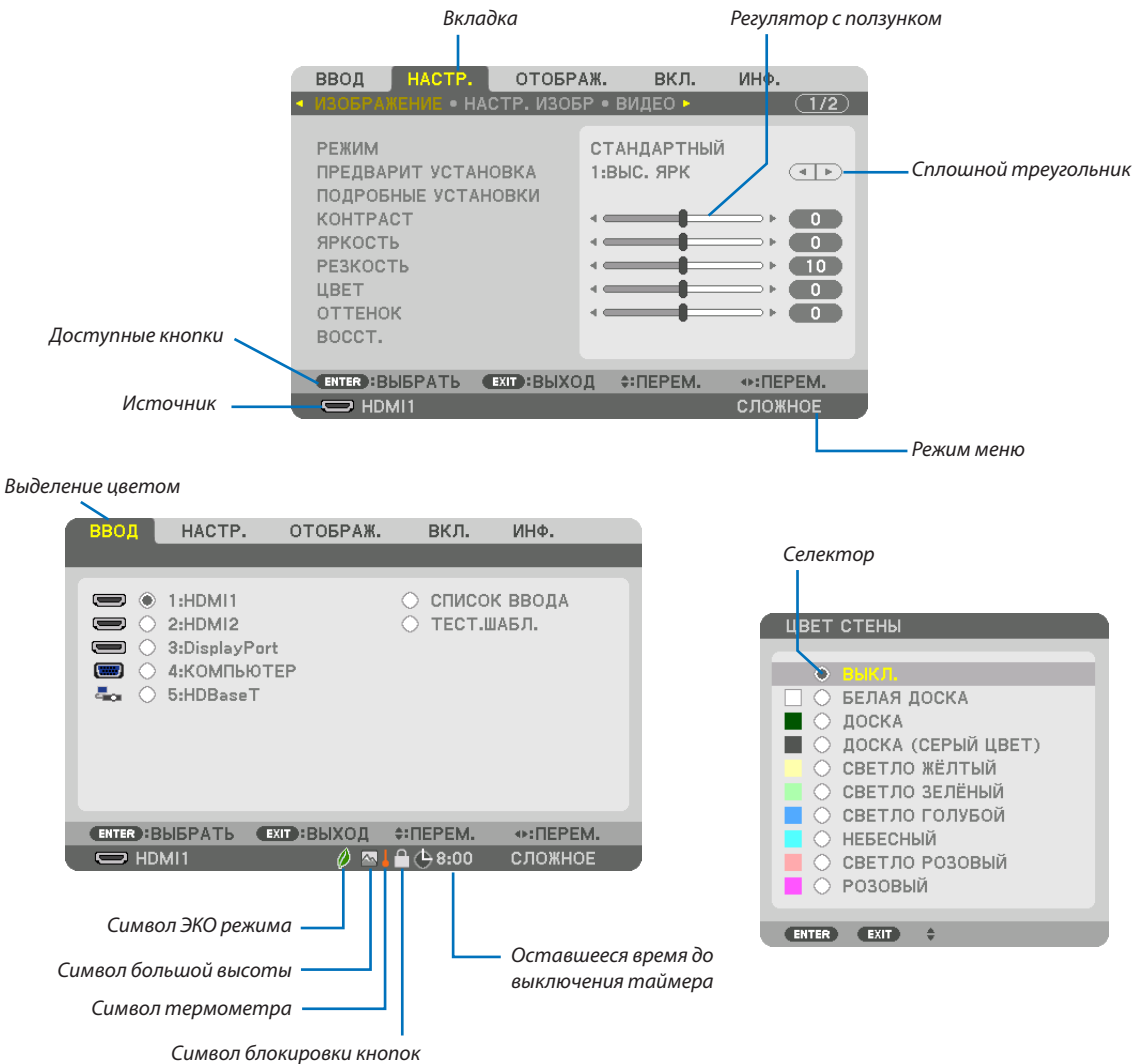 Вкладка
Регулятор с ползунком
ВВОД НАСТР. ОТОБРАЖ. ВКЛ. ИНФ.
ИЗОБРАЖЕНИЕ • НАСТР. ИЗОБР • ВИДЕО 1/2
РЕЖИМ СТАНДАРТНЫЙ
ПРЕДВАРИТ УСТАНОВКА 1:ВЫС. ЯРК
Сплошной треугольник
ПОДРОБНЫЕ УСТАНОВКИ
КОНТРАСТ 0
ЯРКОСТЬ 0
РЕЗКОСТЬ 10
ЦВЕТ 0
ОТТЕНОК 0
ВОССТ.
Доступные кнопки
ENTER :ВЫБРАТЬ EXIT :ВЫХОД :ПЕРЕМ. :ПЕРЕМ.
Источник
HDMI1 СЛОЖНОЕ
Режим меню
Выделение цветом
ВВОД НАСТР. ОТОБРАЖ. ВКЛ. ИНФ.
1:HDMI1 СПИСОК ВВОДА
2:HDMI2 ТЕСТ.ШАБЛ.
3:DisplayPort
4:КОМПЬЮТЕР
5:HDBaseT
ENTER :ВЫБРАТЬ EXIT :ВЫХОД :ПЕРЕМ. :ПЕРЕМ.
HDMI1 8:00 СЛОЖНОЕ
Символ ЭКО режима
Символ большой высоты
Символ термометра
Символ блокировки кнопок
Оставшееся время до
выключения таймера
Селектор
ЦВЕТ СТЕНЫ
ВЫКЛ.
БЕЛАЯ ДОСКА
ДОСКА
ДОСКА (СЕРЫЙ ЦВЕТ)
СВЕТЛО ЖЁЛТЫЙ
СВЕТЛО ЗЕЛЁНЫЙ
СВЕТЛО ГОЛУБОЙ
НЕБЕСНЫЙ
СВЕТЛО РОЗОВЫЙ
РОЗОВЫЙ
ENTER EXIT